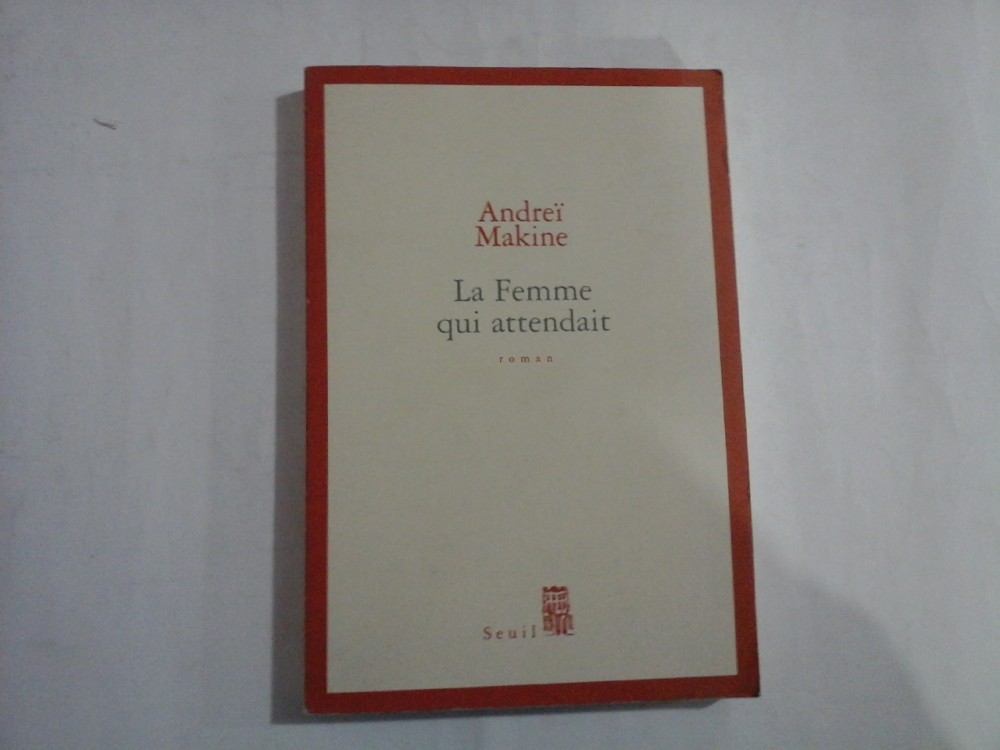 Andreï
Makine
La Femme
qui attendait
roman
Seuil